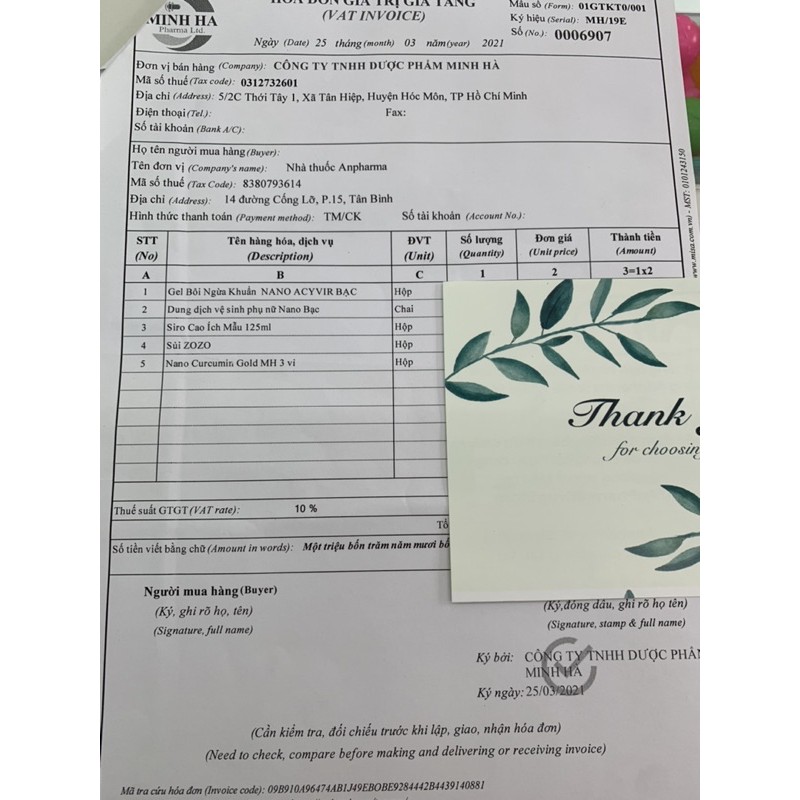 MINH HA
Pharma Ltd.
HÓA ĐƠN GIÁ TRỊ GIA TĂNG
(VAT INVOICE)
Ngày (Date) 25 tháng(month) 03 năm(year) 2021
Mẫu số (Form): 01GTKT0/001
Ký hiệu (Serial): MH/19E
Số (No.): 0006907
Đơn vị bán hàng (Company): CÔNG TY TNHH DƯỢC PHẨM MINH HÀ
Mã số thuế (Tax code): 0312732601
Địa chỉ (Address): 5/2C Thới Tây 1, Xã Tân Hiệp, Huyện Hóc Môn, TP Hồ Chí Minh
Điện thoại (Tel.): Fax:
Số tài khoản (Bank A/C):
Họ tên người mua hàng (Buyer):
Tên đơn vị (Company's name): Nhà thuốc Anpharma
Mã số thuế (Tax Code): 8380793614
Địa chỉ (Address): 14 đường Cống Lỡ, P.15, Tân Bình
Hình thức thanh toán (Payment method): TM/CK Số tài khoản (Account No.):
STT Tên hàng hóa, dịch vụ ĐVT Số lượng Đơn giá Thành tiền
(No) (Description) (Unit) (Quantity) (Unit price) (Amount)
A B C 1 2 3=1x2
1 Gel Bôi Ngừa Khuẩn NANO ACYVIR BẠC Hộp
2 Dung dịch vệ sinh phụ nữ Nano Bạc Chai
3 Siro Cao Ích Mẫu 125ml Hộp
4 Sủi ZOZO Hộp
5 Nano Curcumin Gold MH 3 vỉ Hộp
Thank
for choosing
Thuế suất GTGT (VAT rate): 10 %
Số tiền viết bằng chữ (Amount in words): Một triệu bốn trăm năm mươi
Người mua hàng (Buyer)
(Ký, ghi rõ họ, tên)
(Signature, full name)
(Ký,đóng dấu, ghi rõ họ tên)
(Signature, stamp & full name)
Ký bởi: CÔNG TY TNHH DƯỢC PHẨM
MINH HÀ
Ký ngày: 25/03/2021
(Cần kiểm tra, đối chiếu trước khi lập, giao, nhận hóa đơn)
(Need to check, compare before making and delivering or receiving invoice)
Mã tra cứu hóa đơn (Invoice code): 09B910A96474AB1J49EBOBE9284442B4439140881
www.misa.com.vn) - MST: 0101243150